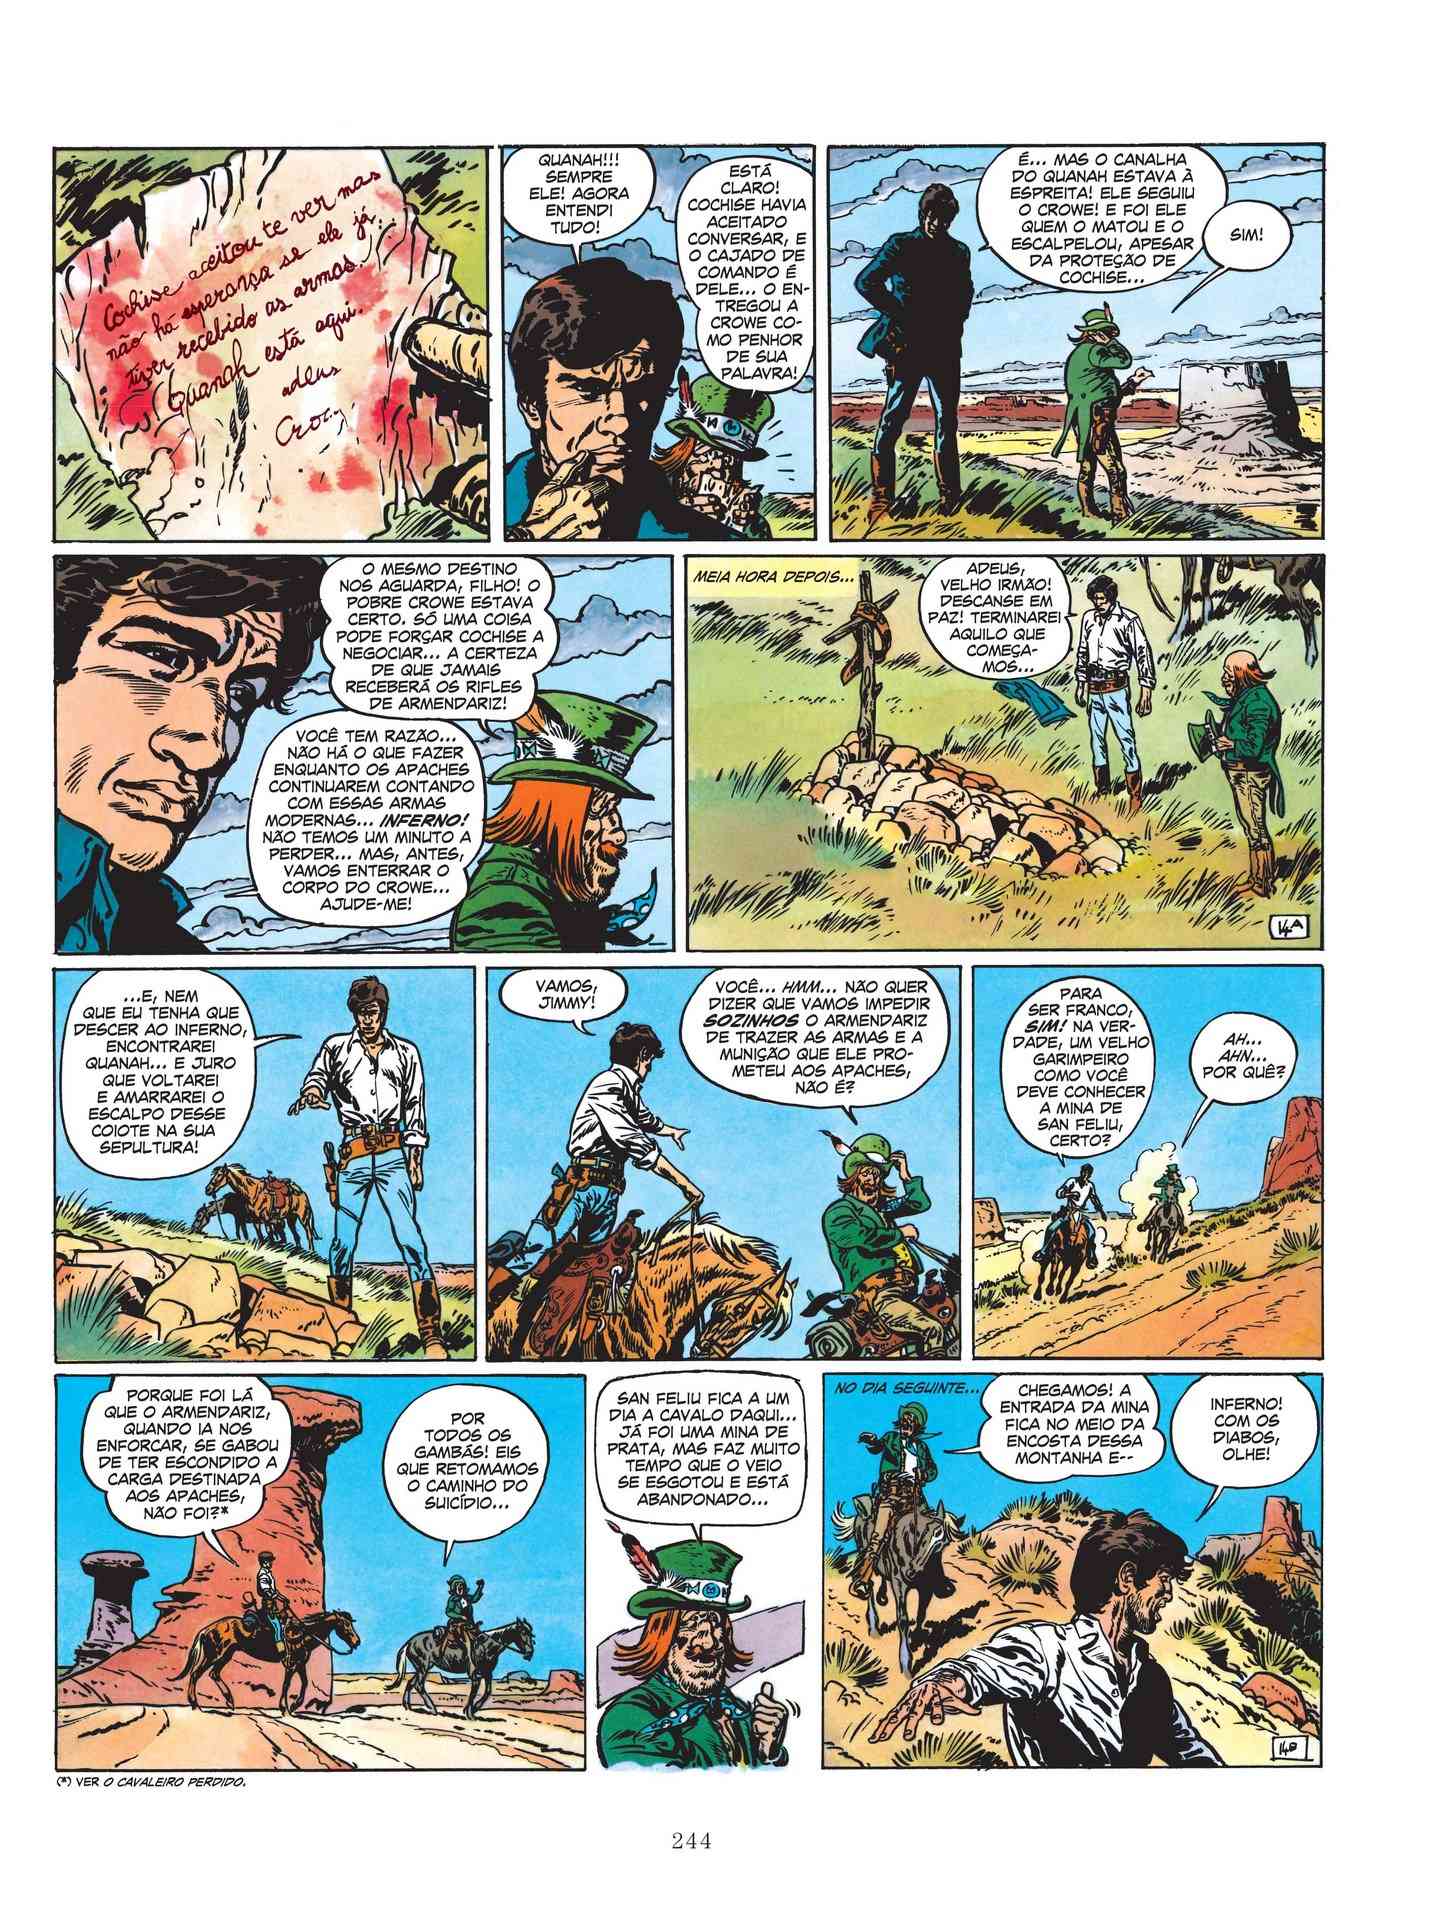 Cochise aceitou te ver mas
não há esperança se ele já
tiver recebido as armas.
Quanah está aqui.
adeus
Croc..
QUANAH!!!
SEMPRE
ELE! AGORA
ENTENDI
TUDO!
ESTÁ
CLARO!
COCHISE HAVIA
ACEITADO
CONVERSAR, E
O CAJADO DE
COMANDO É
DELE... O EN-
TREGOU A
CROWE CO-
MO PENHOR
DE SUA
PALAVRA!
É... MAS O CANALHA
DO QUANAH ESTAVA À
ESPREITA! ELE SEGUIU
O CROWE! E FOI ELE
QUEM O MATOU E O
ESCALPELOU, APESAR
DA PROTEÇÃO DE
COCHISE...
SIM!
O MESMO DESTINO
NOS AGUARDA, FILHO! O
POBRE CROWE ESTAVA
CERTO. SÓ UMA COISA
PODE FORÇAR COCHISE A
NEGOCIAR... A CERTEZA
DE QUE JAMAIS
RECEBERÁ OS RIFLES
DE ARMENDARIZ!
VOCÊ TEM RAZÃO...
NÃO HÁ O QUE FAZER
ENQUANTO OS APACHES
CONTINUAREM CONTANDO
COM ESSAS ARMAS
MODERNAS... INFERNO!
NÃO TEMOS UM MINUTO A
PERDER... MAS, ANTES,
VAMOS ENTERRAR O
CORPO DO CROWE...
AJUDE-ME!
MEIA HORA DEPOIS...
ADEUS,
VELHO IRMÃO!
DESCANSE EM
PAZ! TERMINAREI
AQUILO QUE
COMEÇA-
MOS...
14A
...E, NEM
QUE EU TENHA QUE
DESCER AO INFERNO,
ENCONTRAREI
QUANAH... E JURO
QUE VOLTAREI
E AMARRAREI O
ESCALPO DESSE
COIOTE NA SUA
SEPULTURA!
VAMOS,
JIMMY!
VOCÊ... HMM... NÃO QUER
DIZER QUE VAMOS IMPEDIR
SOZINHOS O ARMENDARIZ
DE TRAZER AS ARMAS E A
MUNIÇÃO QUE ELE PRO-
METEU AOS APACHES,
NÃO É?
PARA
SER FRANCO,
SIM! NA VER-
DADE, UM VELHO
GARIMPEIRO
COMO VOCÊ
DEVE CONHECER
A MINA DE
SAN FELIU,
CERTO?
AH...
AHN...
POR QUÊ?
PORQUE FOI LÁ
QUE O ARMENDARIZ,
QUANDO IA NOS
ENFORCAR, SE GABOU
DE TER ESCONDIDO A
CARGA DESTINADA
AOS APACHES,
NÃO FOI?*
POR
TODOS OS
GAMBÁS! EIS
QUE RETOMAMOS
O CAMINHO DO
SUICÍDIO...
SAN FELIU FICA A UM
DIA A CAVALO DAQUI...
JÁ FOI UMA MINA DE
PRATA, MAS FAZ MUITO
TEMPO QUE O VEIO
SE ESGOTOU E ESTÁ
ABANDONADO...
NO DIA SEGUINTE...
CHEGAMOS! A
ENTRADA DA MINA
FICA NO MEIO DA
ENCOSTA DESSA
MONTANHA E--
INFERNO!
COM OS
DIABOS,
OLHE!
14B
(*) VER O CAVALEIRO PERDIDO.
244